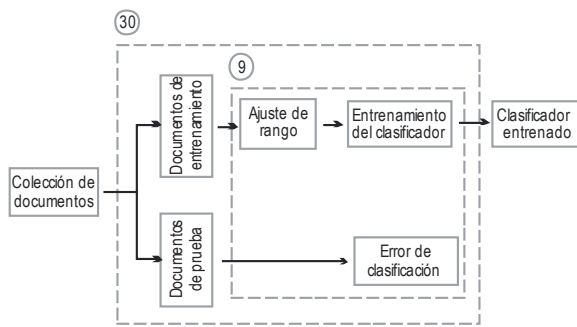 30
9
Documentos de
entrenamiento
Ajuste de
rango
Entrenamiento
del clasificador
Clasificador
entrenado
Colección de
documentos
Documentos
de prueba
Error de
clasificación